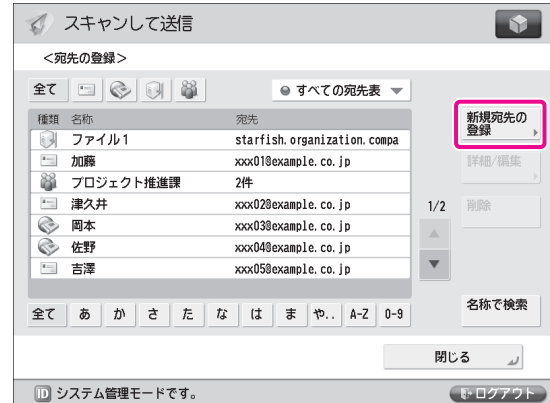 スキャンして送信
<宛先の登録>
全て
すべての宛先表
種類 名称 宛先
ファイル1 starfish.organization.compa
加藤 xxx01@example.co.jp
プロジェクト推進課 2件
津久井 xxx02@example.co.jp
岡本 xxx03@example.co.jp
佐野 xxx04@example.co.jp
吉澤 xxx05@example.co.jp
1/2
新規宛先の
登録
詳細/編集
削除
名称で検索
全て あ か さ た な は ま や.. A-Z 0-9
閉じる
ID システム管理モードです。
ログアウト